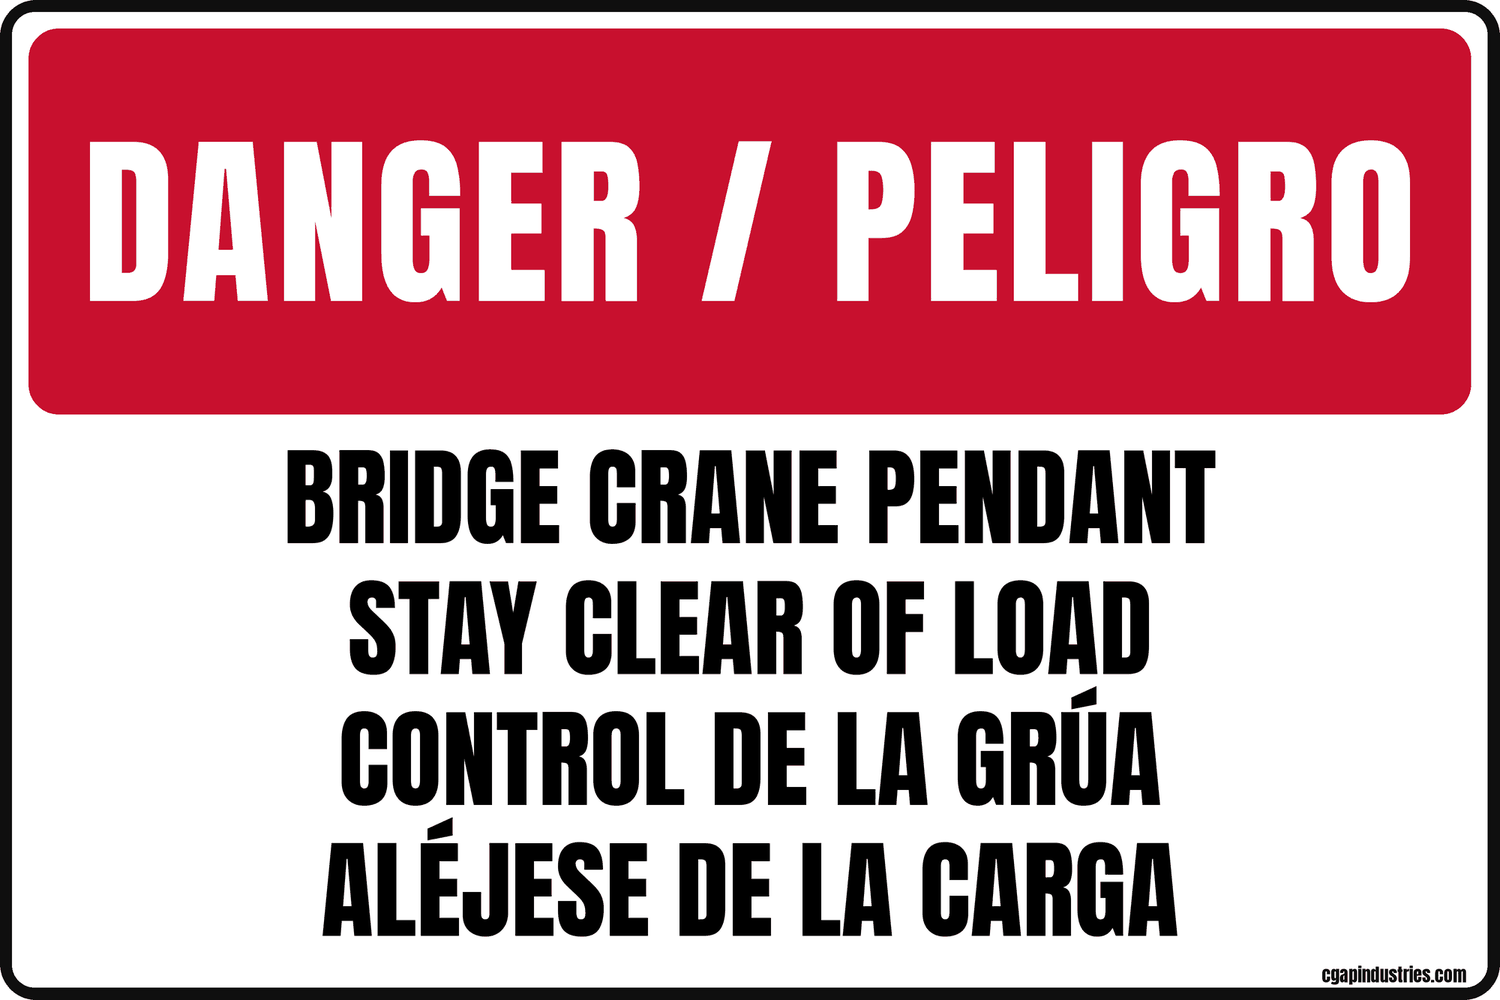 DANGER / PELIGRO
BRIDGE CRANE PENDANT
STAY CLEAR OF LOAD
CONTROL DE LA GRÚA
ALÉJESE DE LA CARGA
cgapindustries.com